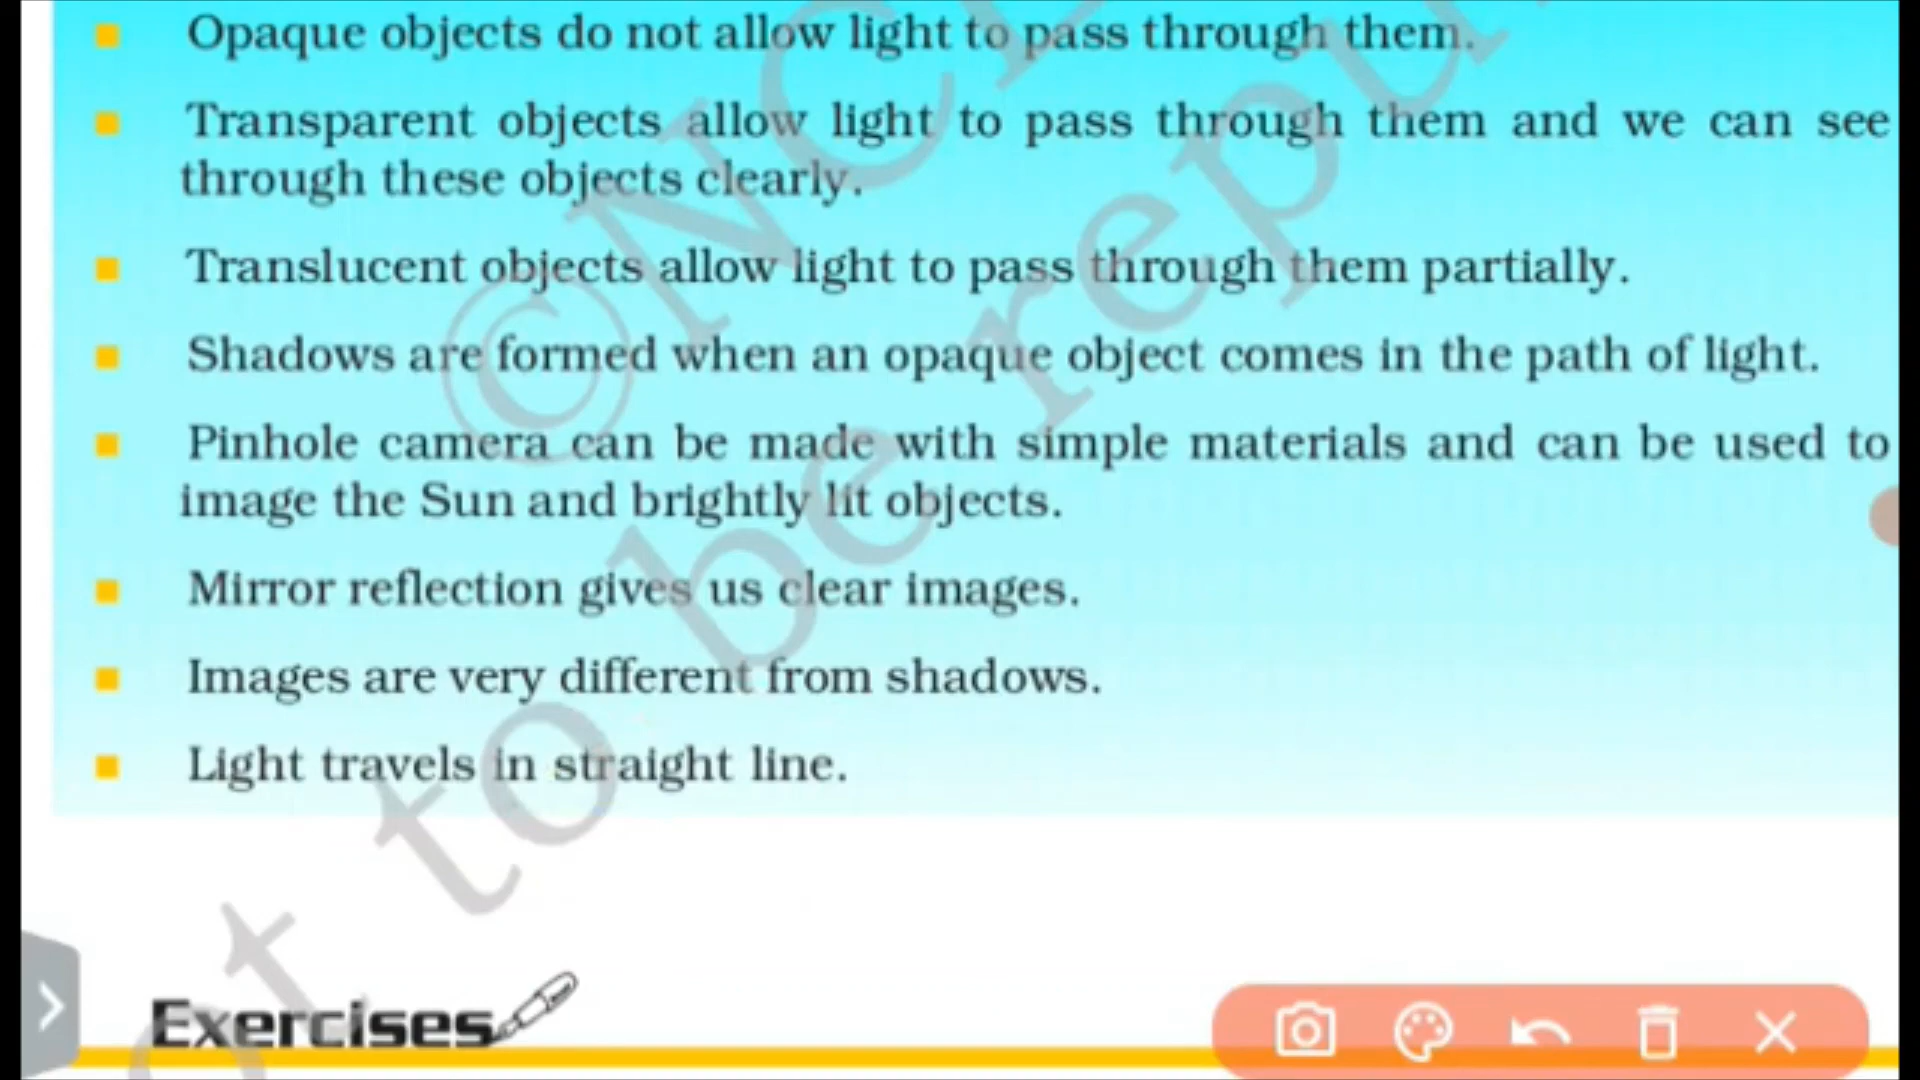 Opaque objects do not allow light to pass through them.
Transparent objects allow light to pass through them and we can see
through these objects clearly.
Translucent objects allow light to pass through them partially.
Shadows are formed when an opaque object comes in the path of light.
Pinhole camera can be made with simple materials and can be used to
image the Sun and brightly lit objects.
Mirror reflection gives us clear images.
Images are very different from shadows.
Light travels in straight line.
Exercises
to be